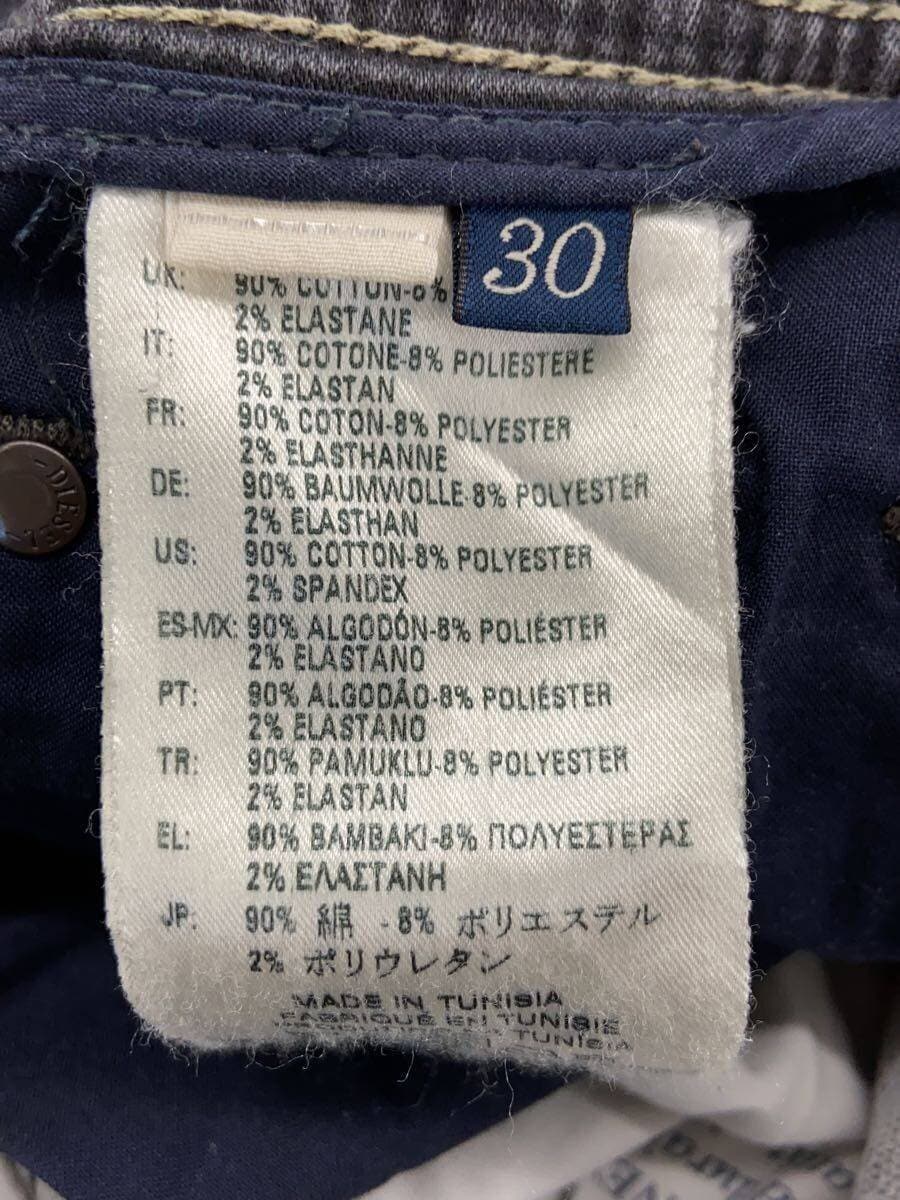 30
UK: 90% COTTON-8%
2% ELASTANE
IT: 90% COTONE-8% POLIESTERE
2% ELASTAN
FR: 90% COTON-8% POLYESTER
2% ELASTHANNE
DE: 90% BAUMWOLLE-8% POLYESTER
2% ELASTHAN
US: 90% COTTON-8% POLYESTER
2% SPANDEX
ES-MX: 90% ALGODÓN-8% POLIÉSTER
2% ELASTANO
PT: 90% ALGODÃO-8% POLIÉSTER
2% ELASTANO
TR: 90% PAMUKLU-8% POLYESTER
2% ELASTAN
EL: 90% BAMBAKI-8% ΠΟΛΥΕΣΤΕΡΑΣ
2% ΕΛΑΣΤΑΝΗ
JP: 90% 綿 -8% ポリエステル
2% ポリウレタン
MADE IN TUNISIA
FABRIQUÉ EN TUNISIE
TUNISIA
-DIES